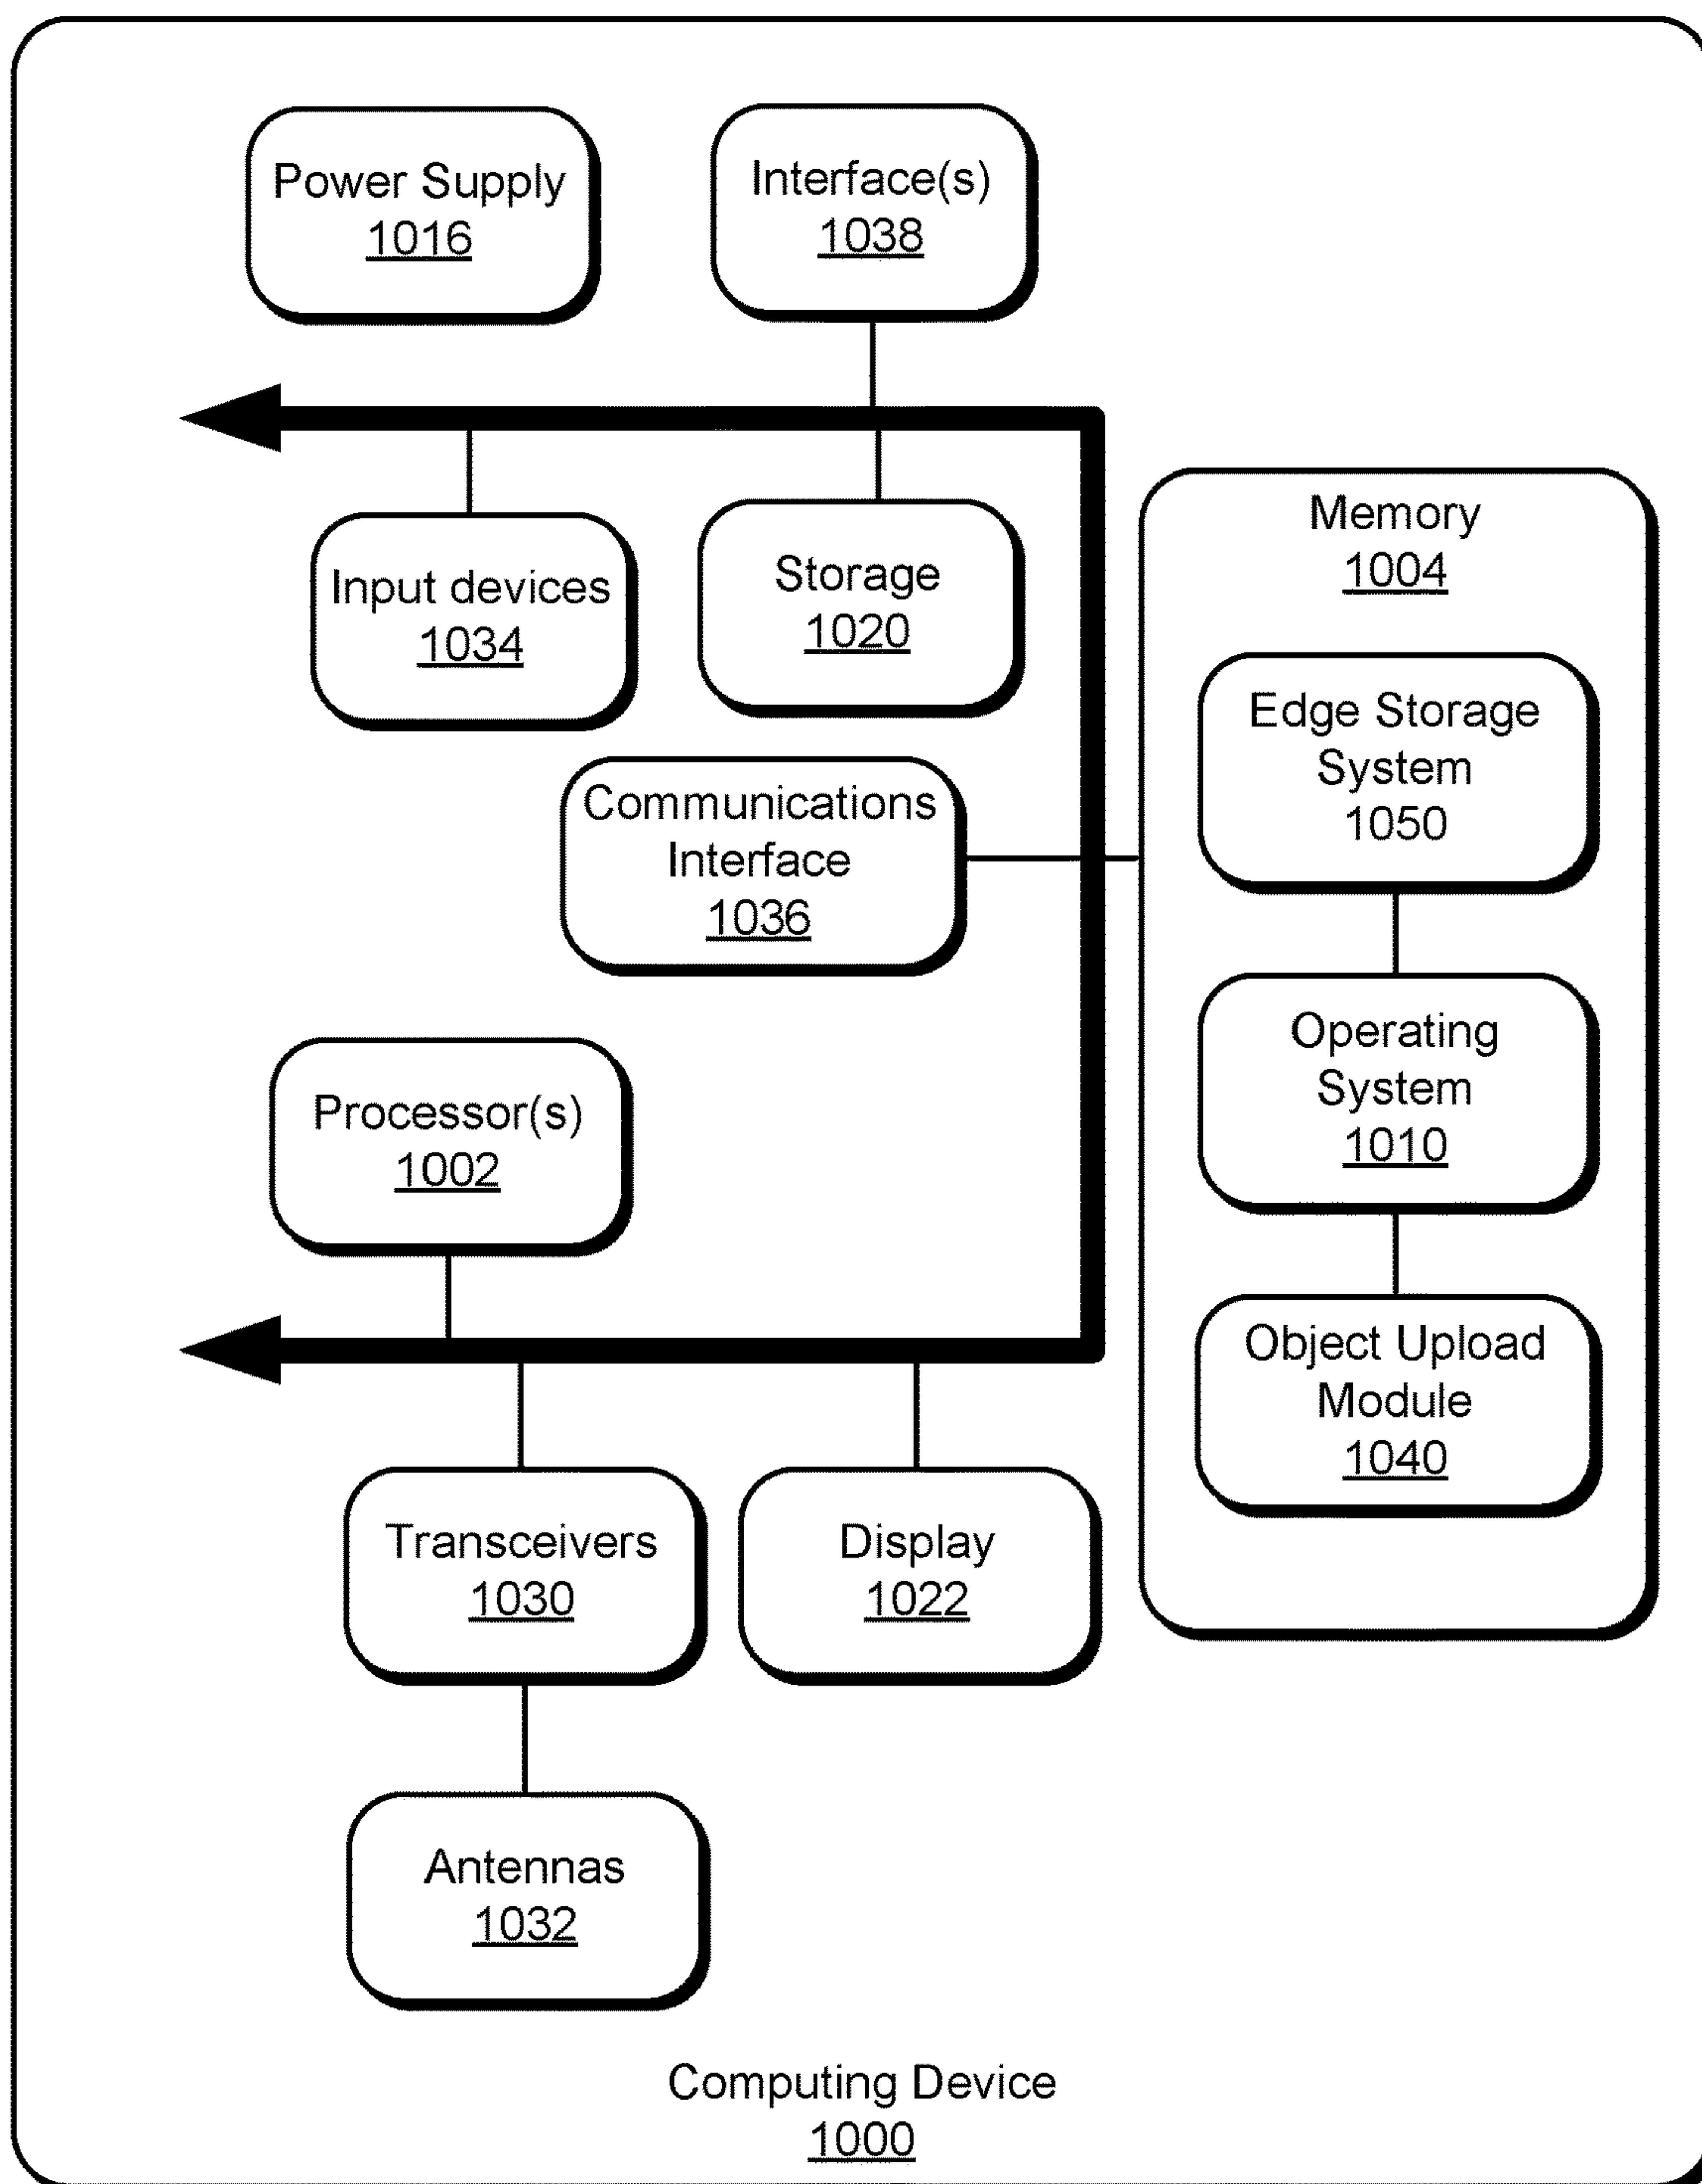 Power Supply
1016
Interface(s)
1038
Input devices
1034
Storage
1020
Communications
Interface
1036
Memory
1004
Edge Storage
System
1050
Operating
System
1010
Object Upload
Module
1040
Processor(s)
1002
Transceivers
1030
Display
1022
Antennas
1032
Computing Device
1000